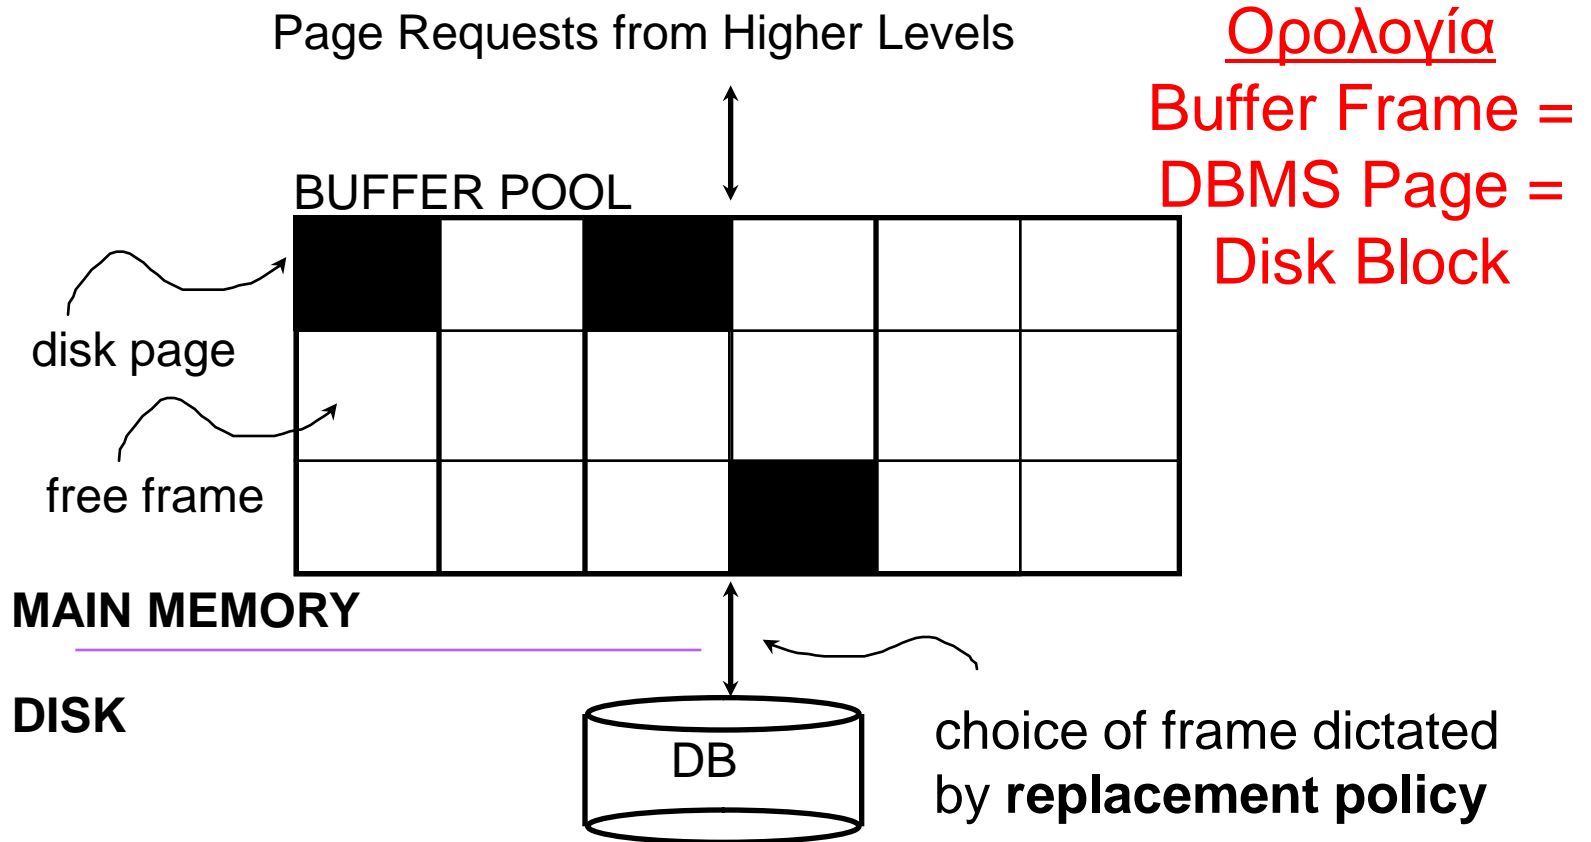 Page Requests from Higher Levels
Ορολογία
Buffer Frame =
DBMS Page =
Disk Block
BUFFER POOL
disk page
free frame
MAIN MEMORY
DISK
DB
choice of frame dictated
by replacement policy